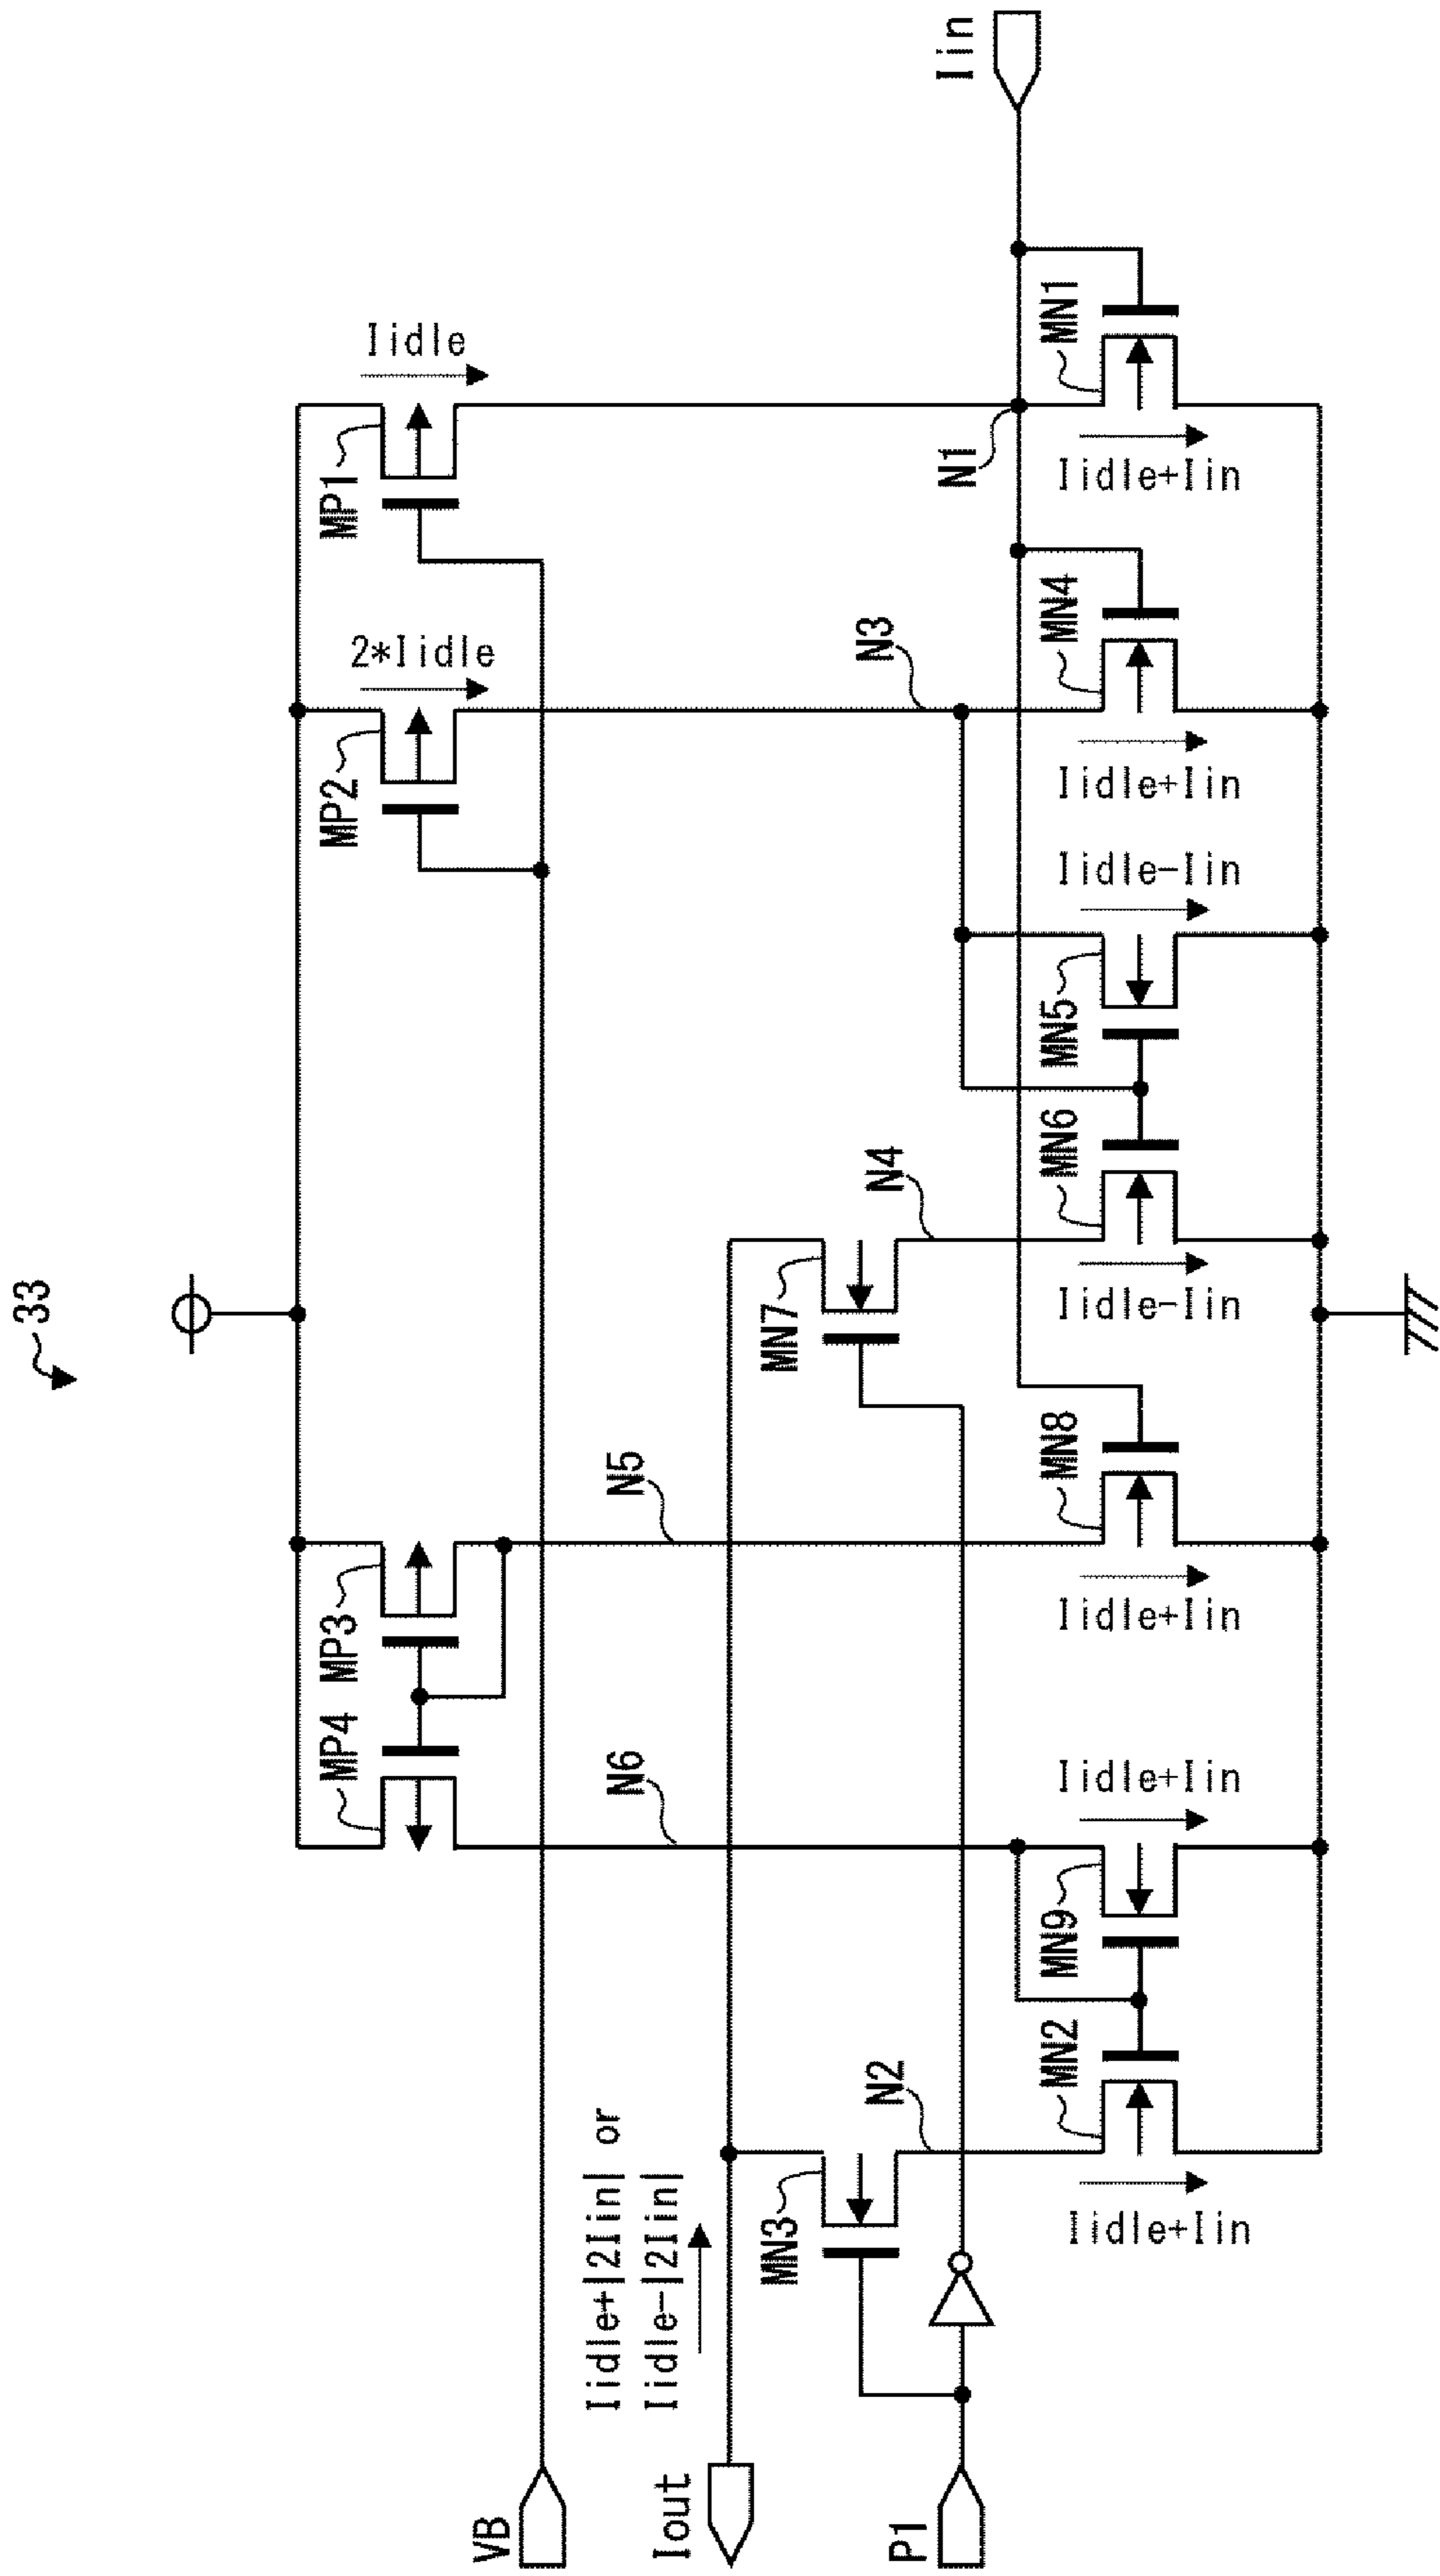 33
Iidle
MP1
2*Iidle
MP2
MP3
MP4
Iin
N1
MN1
Iidle+Iin
N3
MN4
Iidle+Iin
Iidle-Iin
MN5
N4
MN6
MN7
Iidle-Iin
N5
MN8
Iidle+Iin
N6
Iidle+Iin
MN9
N2
MN2
Iidle+Iin
MN3
Iidle+|2Iin| or
Iidle-|2Iin|
VB
Iout
P1